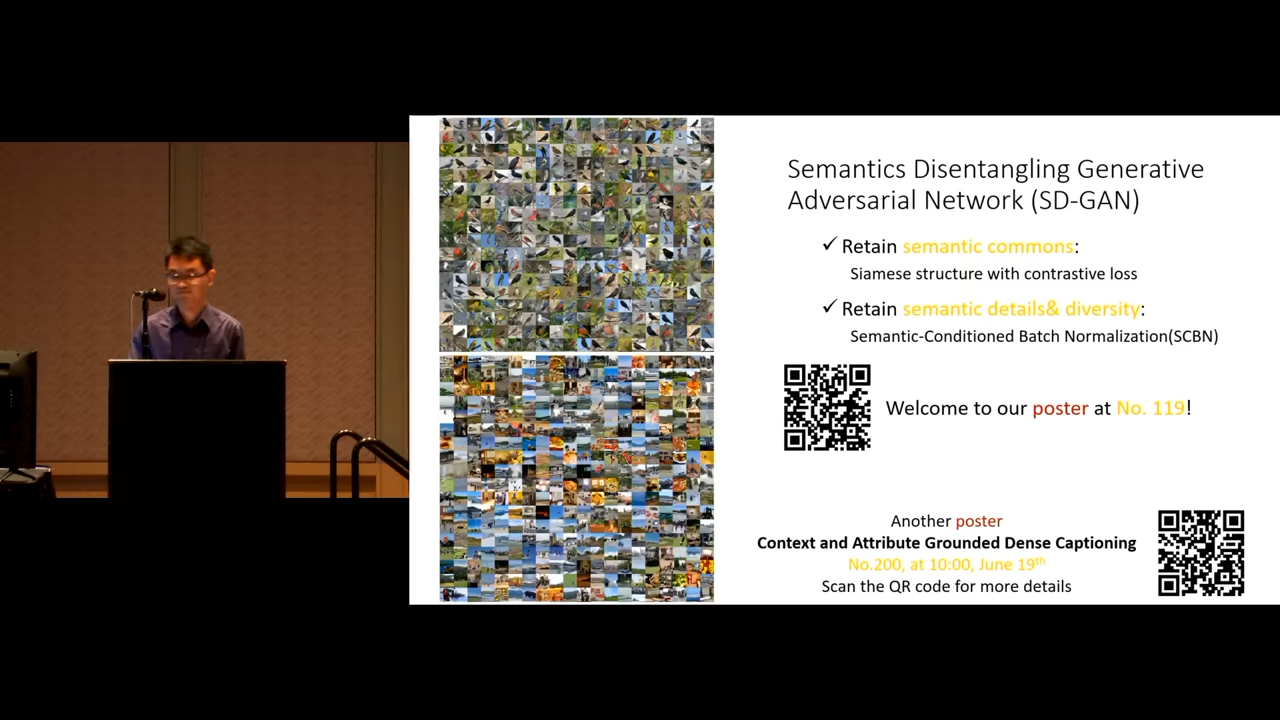 Semantics Disentangling Generative
Adversarial Network (SD-GAN)
✓ Retain semantic commons:
Siamese structure with contrastive loss
✓ Retain semantic details& diversity:
Semantic-Conditioned Batch Normalization(SCBN)
Welcome to our poster at No. 119!
Another poster
Context and Attribute Grounded Dense Captioning
No.200, at 10:00, June 19th
Scan the QR code for more details